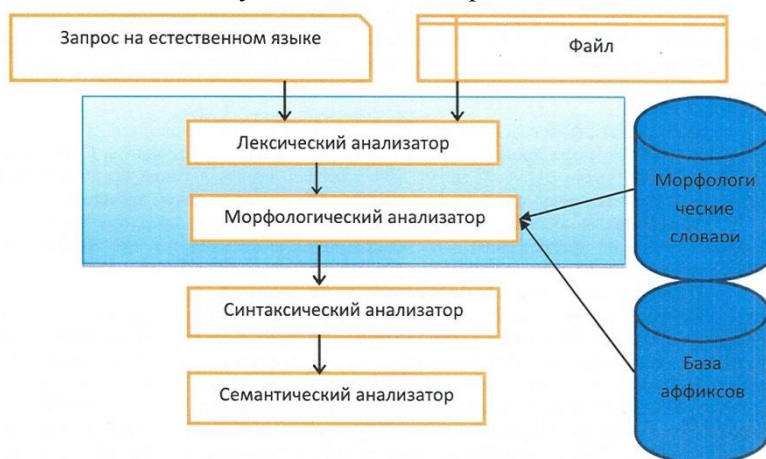 Запрос на естественном языке
Файл
Лексический анализатор
Морфологический анализатор
Морфологи
ческие
словари
Синтаксический анализатор
Семантический анализатор
База
аффиксов